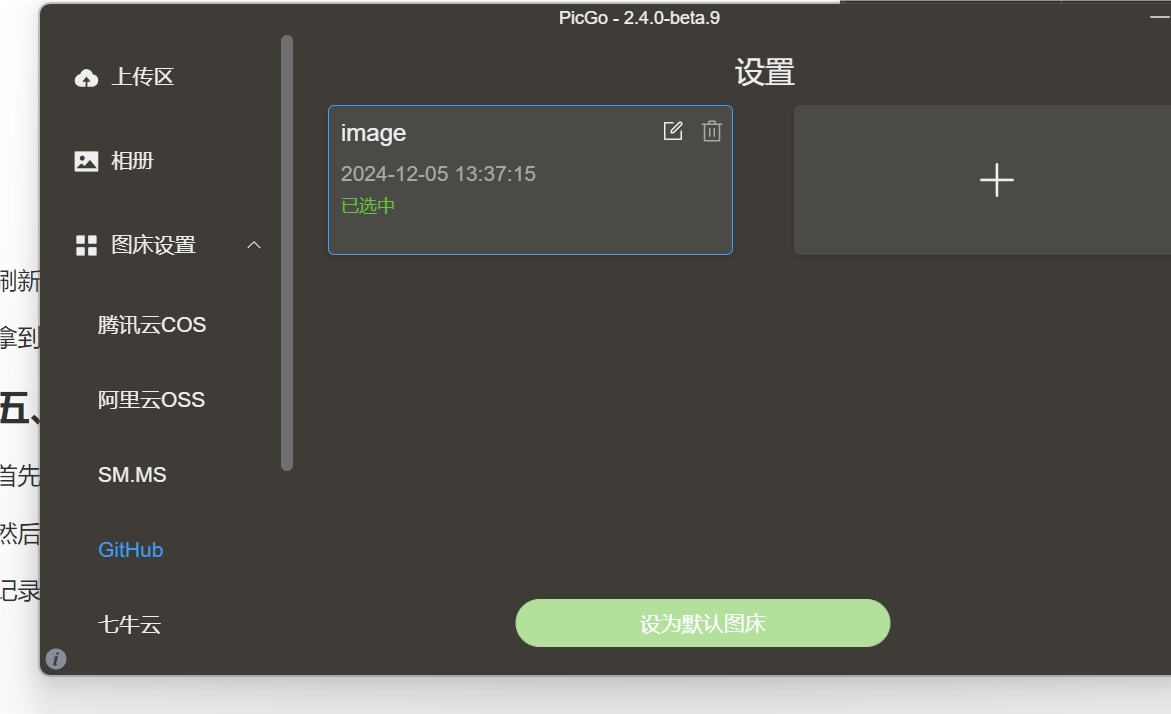 PicGo - 2.4.0-beta.9
上传区
相册
图床设置
腾讯云COS
阿里云OSS
SM.MS
GitHub
七牛云
设置
image
2024-12-05 13:37:15
已选中
设为默认图床
刷新
拿到
五、
首先
然后
记录